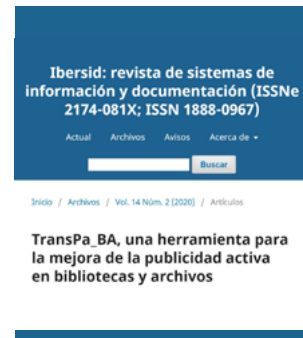 Ibersid: revista de sistemas de
información y documentación (ISSNe
2174-081X; ISSN 1888-0967)
Actual Archivos Avisos Acerca de
Buscar
Inicio / Archivos / Vol. 14 Núm. 2 (2020) / Artículos
TransPa_BA, una herramienta para
la mejora de la publicidad activa
en bibliotecas y archivos